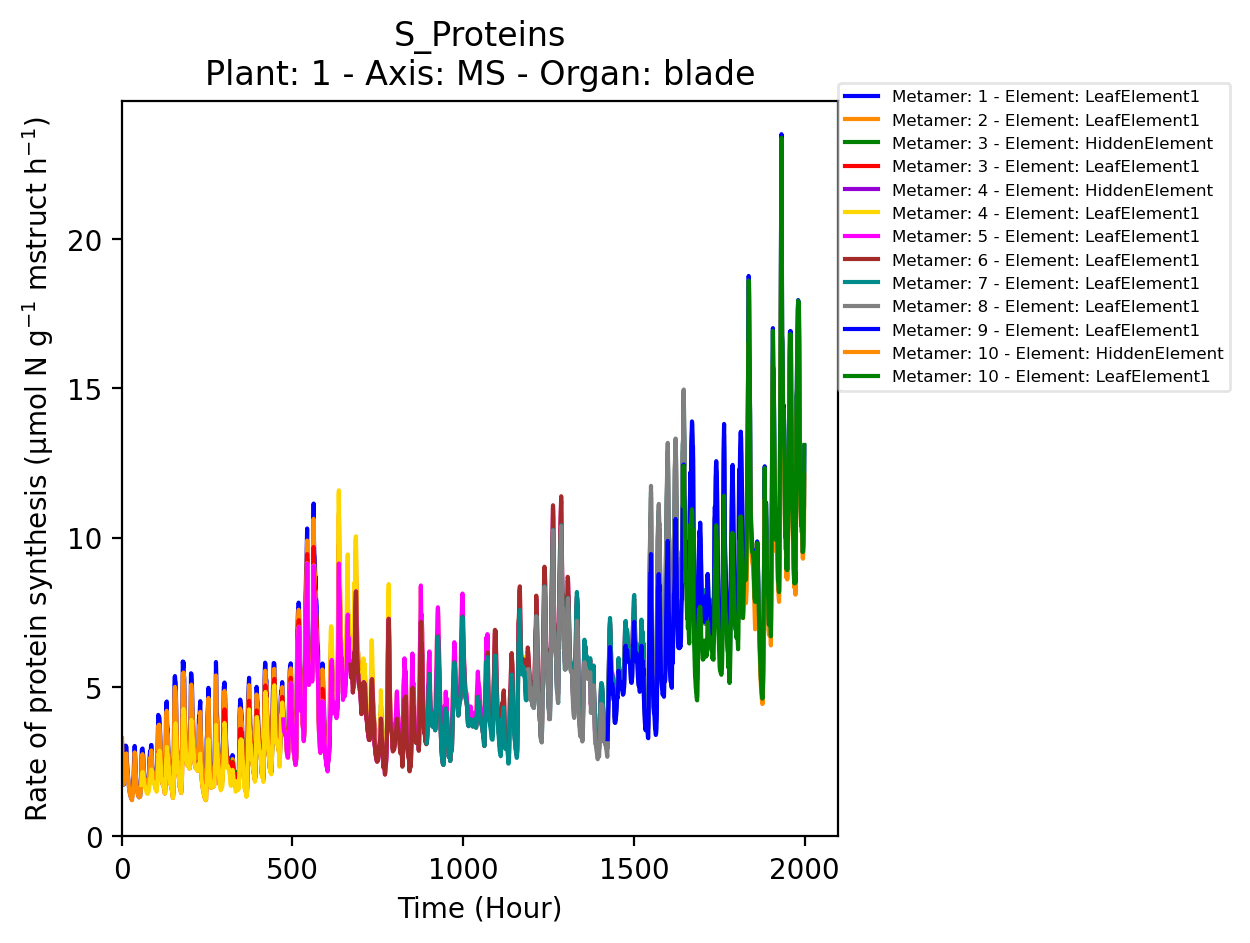 S_Proteins
Plant: 1 - Axis: MS - Organ: blade
Rate of protein synthesis (µmol N g⁻¹ mstruct h⁻¹)
20
15
10
5
0
0 500 1000 1500 2000
Time (Hour)
Metamer: 1 - Element: LeafElement1
Metamer: 2 - Element: LeafElement1
Metamer: 3 - Element: HiddenElement
Metamer: 3 - Element: LeafElement1
Metamer: 4 - Element: HiddenElement
Metamer: 4 - Element: LeafElement1
Metamer: 5 - Element: LeafElement1
Metamer: 6 - Element: LeafElement1
Metamer: 7 - Element: LeafElement1
Metamer: 8 - Element: LeafElement1
Metamer: 9 - Element: LeafElement1
Metamer: 10 - Element: HiddenElement
Metamer: 10 - Element: LeafElement1